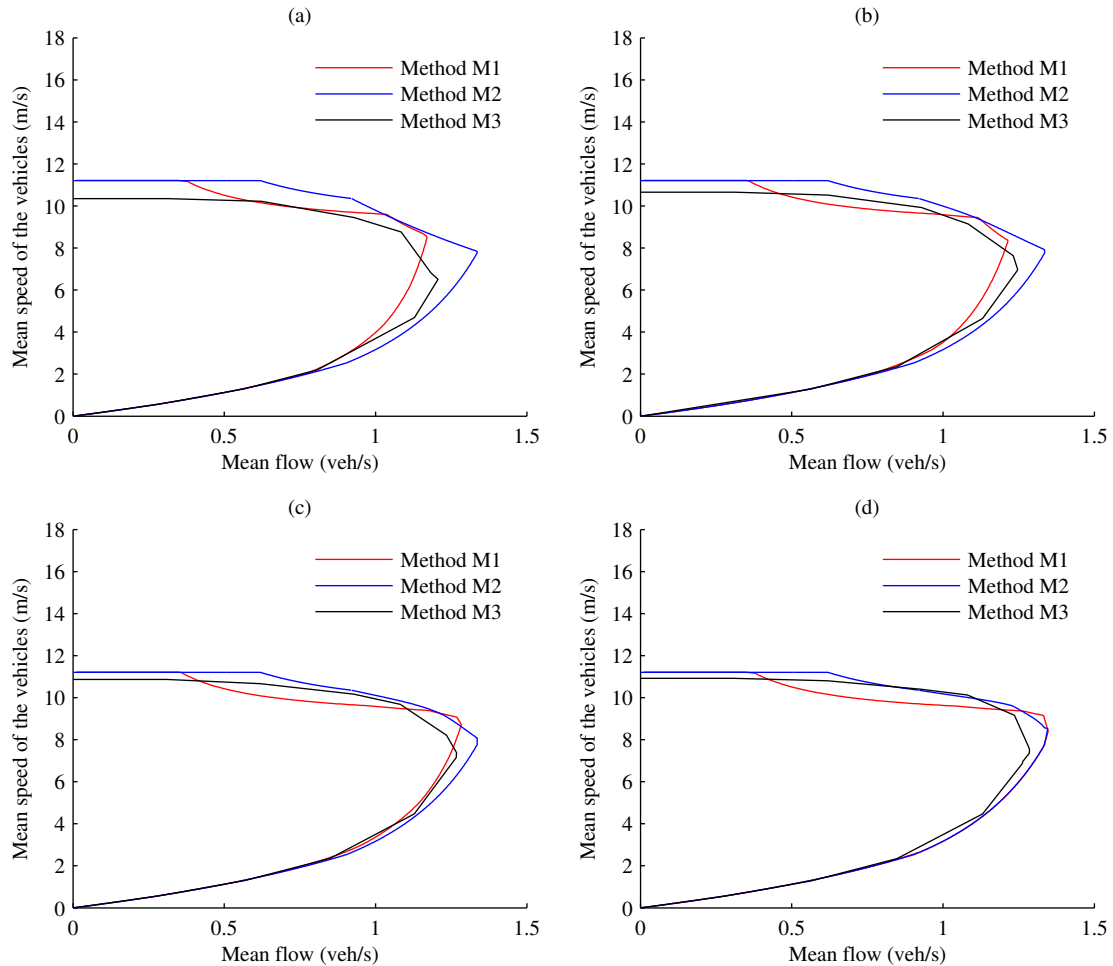 (a)
Mean speed of the vehicles (m/s)
18
16
14
12
10
8
6
4
2
0
Method M1
Method M2
Method M3
0
0.5
1
1.5
Mean flow (veh/s)
(b)
Mean speed of the vehicles (m/s)
18
16
14
12
10
8
6
4
2
0
Method M1
Method M2
Method M3
0
0.5
1
1.5
Mean flow (veh/s)
(c)
Mean speed of the vehicles (m/s)
18
16
14
12
10
8
6
4
2
0
Method M1
Method M2
Method M3
0
0.5
1
1.5
Mean flow (veh/s)
(d)
Mean speed of the vehicles (m/s)
18
16
14
12
10
8
6
4
2
0
Method M1
Method M2
Method M3
0
0.5
1
1.5
Mean flow (veh/s)